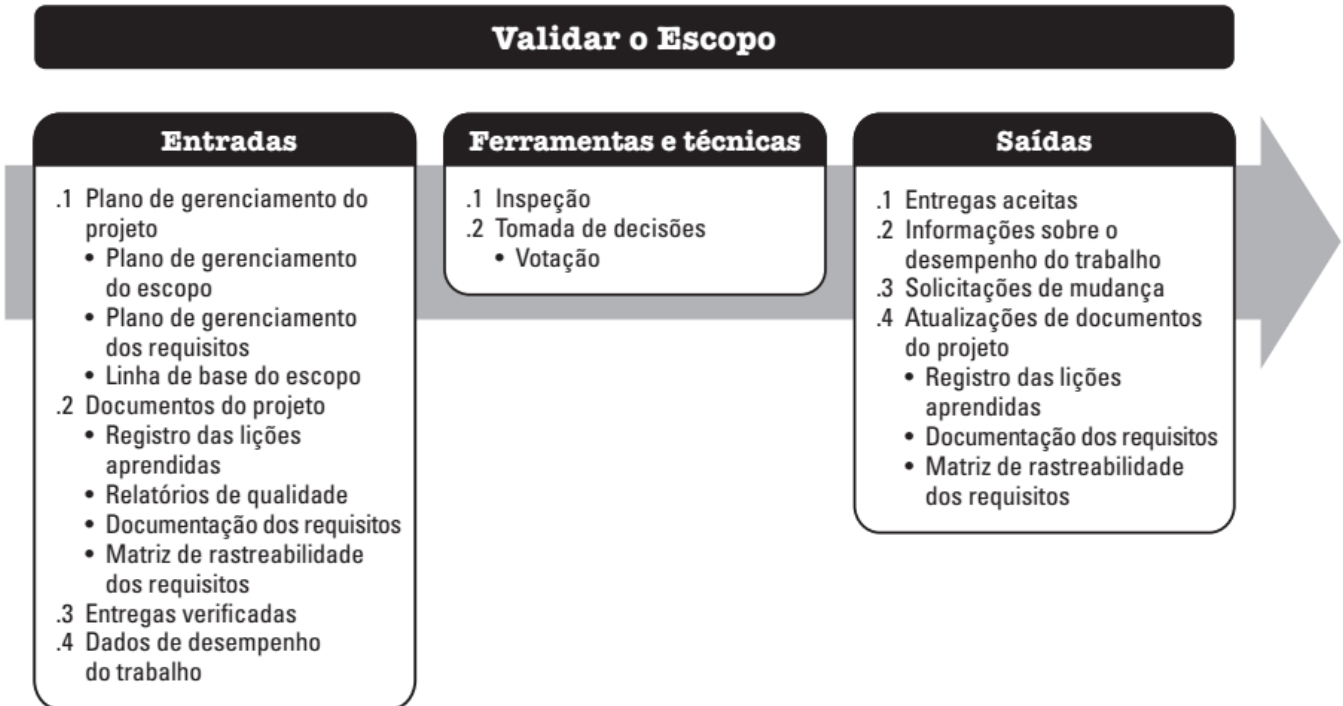 Validar o Escopo
Entradas
.1 Plano de gerenciamento do
projeto
• Plano de gerenciamento
do escopo
• Plano de gerenciamento
dos requisitos
• Linha de base do escopo
.2 Documentos do projeto
• Registro das lições
aprendidas
• Relatórios de qualidade
• Documentação dos requisitos
• Matriz de rastreabilidade
dos requisitos
.3 Entregas verificadas
.4 Dados de desempenho
do trabalho
Ferramentas e técnicas
.1 Inspeção
.2 Tomada de decisões
• Votação
Saídas
.1 Entregas aceitas
.2 Informações sobre o
desempenho do trabalho
.3 Solicitações de mudança
.4 Atualizações de documentos
do projeto
• Registro das lições
aprendidas
• Documentação dos requisitos
• Matriz de rastreabilidade
dos requisitos